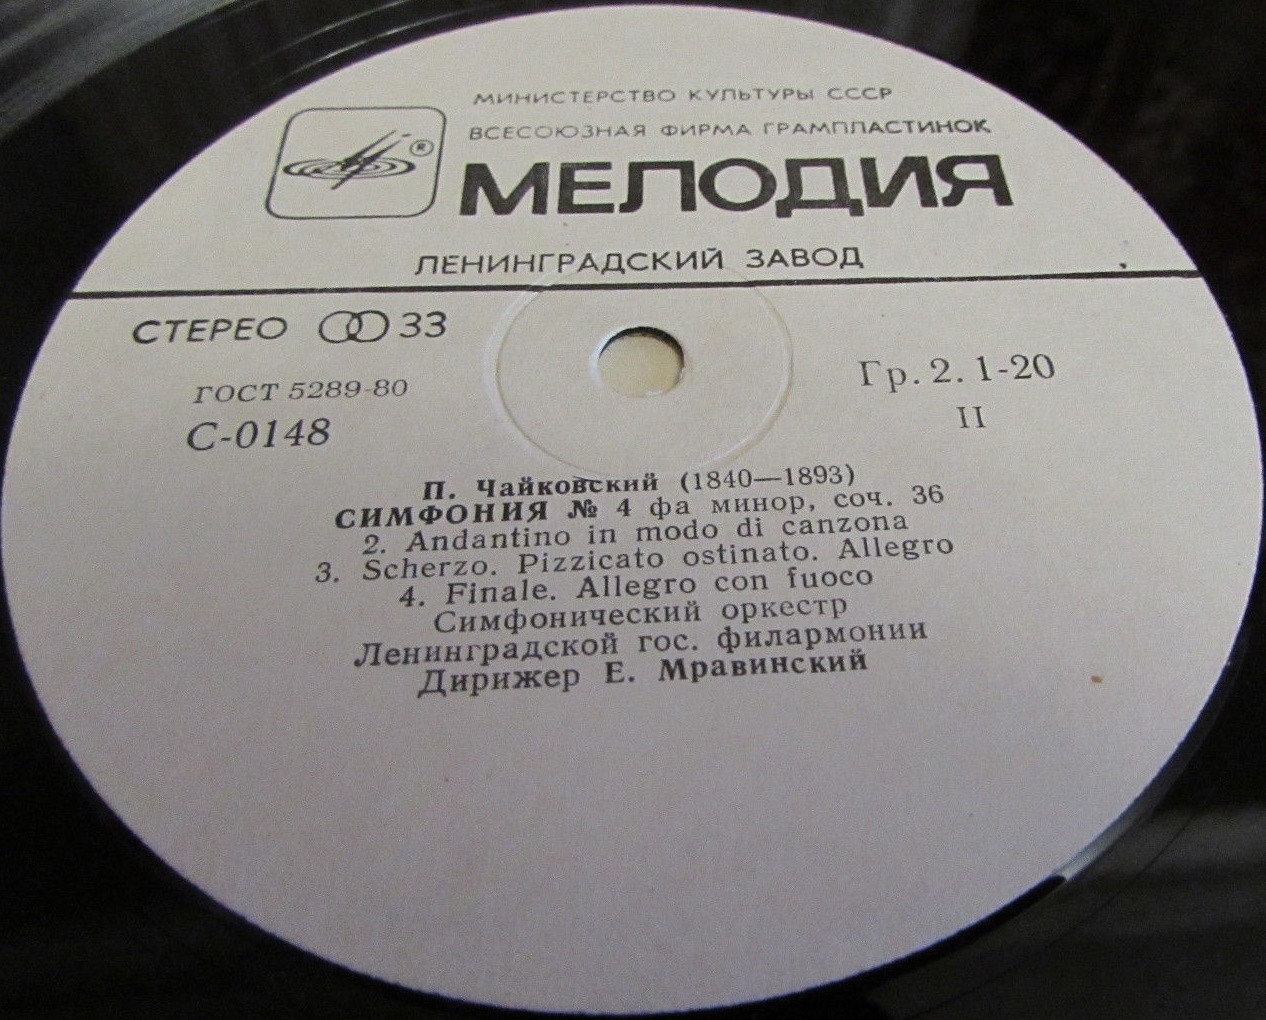 МИНИСТЕРСТВО КУЛЬТУРЫ СССР
ВСЕСОЮЗНАЯ ФИРМА ГРАМПЛАСТИНОК
®
МЕЛОДИЯ
ЛЕНИНГРАДСКИЙ ЗАВОД
СТЕРЕО 33
ГОСТ 5289-80
С-0148
Гр. 2. 1-20
II
П. Чайковский (1840—1893)
СИМФОНИЯ № 4 фа минор, соч. 36
2. Andantino in modo di canzona
3. Scherzo. Pizzicato ostinato. Allegro
4. Finale. Allegro con fuoco
Симфонический оркестр
Ленинградской гос. филармонии
Дирижер Е. Мравинский